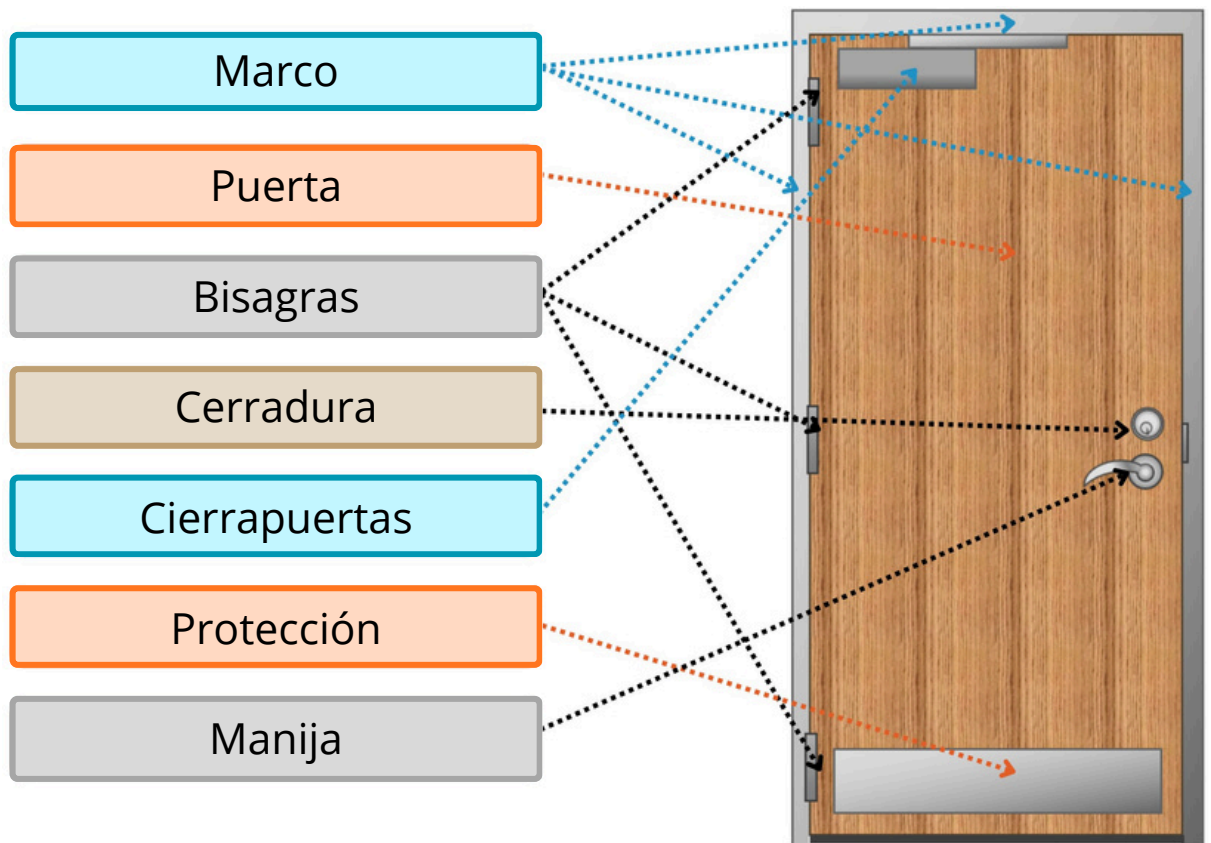 Marco
Puerta
Bisagras
Cerradura
Cierrapuertas
Protección
Manija